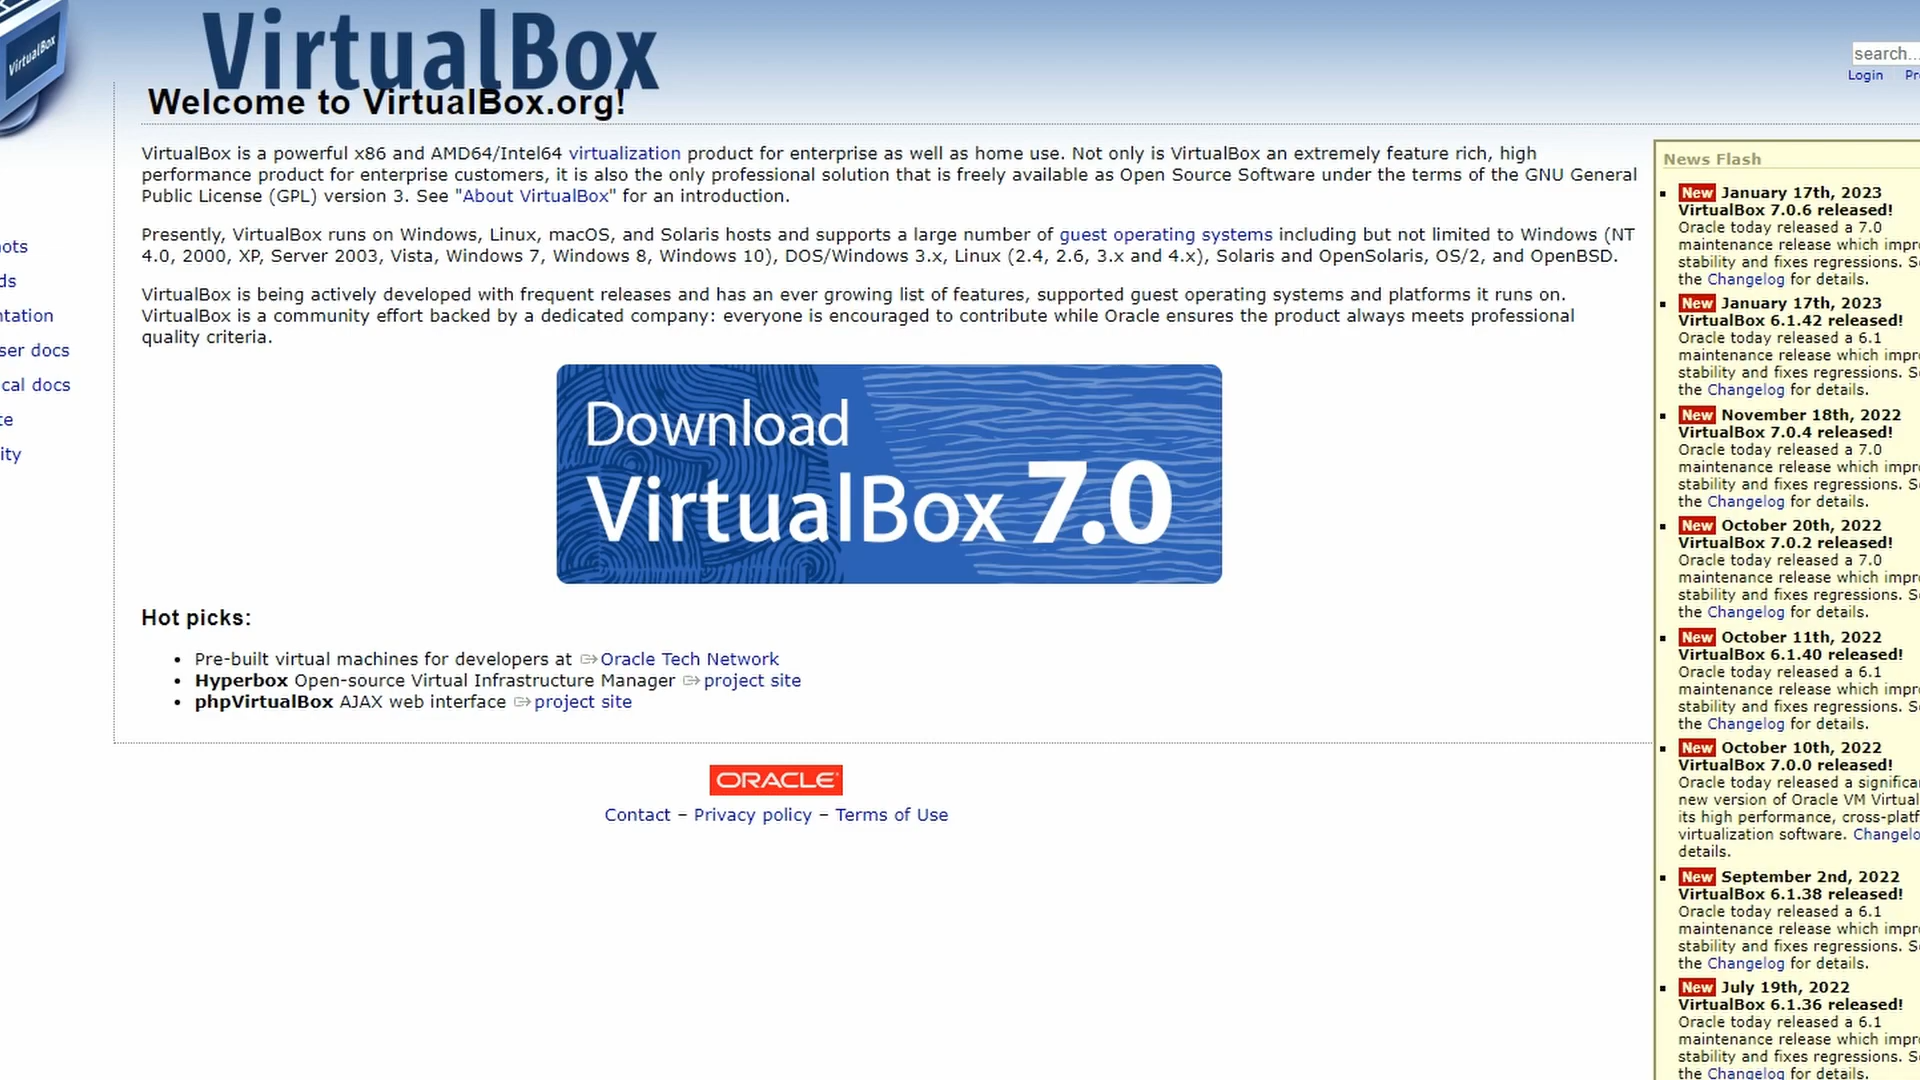 VirtualBox
VirtualBox
search...
Login
Welcome to VirtualBox.org!
VirtualBox is a powerful x86 and AMD64/Intel64 virtualization product for enterprise as well as home use. Not only is VirtualBox an extremely feature rich, high
performance product for enterprise customers, it is also the only professional solution that is freely available as Open Source Software under the terms of the GNU General
Public License (GPL) version 3. See "About VirtualBox" for an introduction.
Presently, VirtualBox runs on Windows, Linux, macOS, and Solaris hosts and supports a large number of guest operating systems including but not limited to Windows (NT
4.0, 2000, XP, Server 2003, Vista, Windows 7, Windows 8, Windows 10), DOS/Windows 3.x, Linux (2.4, 2.6, 3.x and 4.x), Solaris and OpenSolaris, OS/2, and OpenBSD.
VirtualBox is being actively developed with frequent releases and has an ever growing list of features, supported guest operating systems and platforms it runs on.
VirtualBox is a community effort backed by a dedicated company: everyone is encouraged to contribute while Oracle ensures the product always meets professional
quality criteria.
docs
docs
Download
VirtualBox 7.0
Hot picks:
Pre-built virtual machines for developers at Oracle Tech Network
Hyperbox Open-source Virtual Infrastructure Manager project site
phpVirtualBox AJAX web interface project site
ORACLE
Contact – Privacy policy – Terms of Use
News Flash
New January 17th, 2023
VirtualBox 7.0.6 released!
Oracle today released a 7.0
maintenance release which
stability and fixes regressions.
the Changelog for details.
New January 17th, 2023
VirtualBox 6.1.42 released!
Oracle today released a 6.1
maintenance release which
stability and fixes regressions.
the Changelog for details.
New November 18th, 2022
VirtualBox 7.0.4 released!
Oracle today released a 7.0
maintenance release which
stability and fixes regressions.
the Changelog for details.
New October 20th, 2022
VirtualBox 7.0.2 released!
Oracle today released a 7.0
maintenance release which
stability and fixes regressions.
the Changelog for details.
New October 11th, 2022
VirtualBox 6.1.40 released!
Oracle today released a 6.1
maintenance release which
stability and fixes regressions.
the Changelog for details.
New October 10th, 2022
VirtualBox 7.0.0 released!
Oracle today released a
new version of Oracle VM
its high performance,
virtualization software.
details.
New September 2nd, 2022
VirtualBox 6.1.38 released!
Oracle today released a 6.1
maintenance release which
stability and fixes regressions.
the Changelog for details.
New July 19th, 2022
VirtualBox 6.1.36 released!
Oracle today released a 6.1
maintenance release which
stability and fixes regressions.
the Changelog for details.